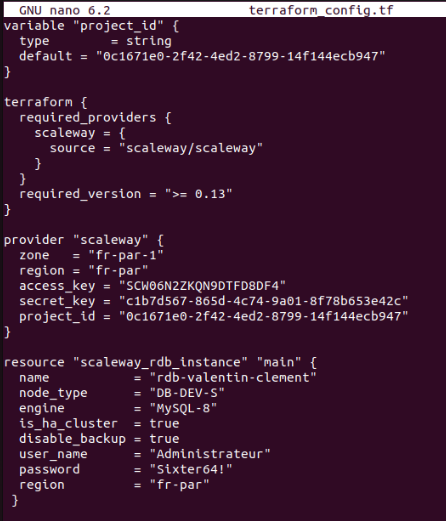 GNU nano 6.2 terraform_config.tf
variable "project_id" {
  type        = string
  default = "0c1671e0-2f42-4ed2-8799-14f144ecb947"
}

terraform {
  required_providers {
    scaleway = {
      source = "scaleway/scaleway"
    }
  }
  required_version = ">= 0.13"
}

provider "scaleway" {
  zone   = "fr-par-1"
  region = "fr-par"
  access_key = "SCW06N2ZKQN9DTFD8DF4"
  secret_key = "c1b7d567-865d-4c74-9a01-8f78b653e42c"
  project_id = "0c1671e0-2f42-4ed2-8799-14f144ecb947"
}

resource "scaleway_rdb_instance" "main" {
  name           = "rdb-valentin-clement"
  node_type      = "DB-DEV-S"
  engine         = "MySQL-8"
  is_ha_cluster  = true
  disable_backup = true
  user_name      = "Administrateur"
  password       = "Sixter64!"
  region         = "fr-par"
 }